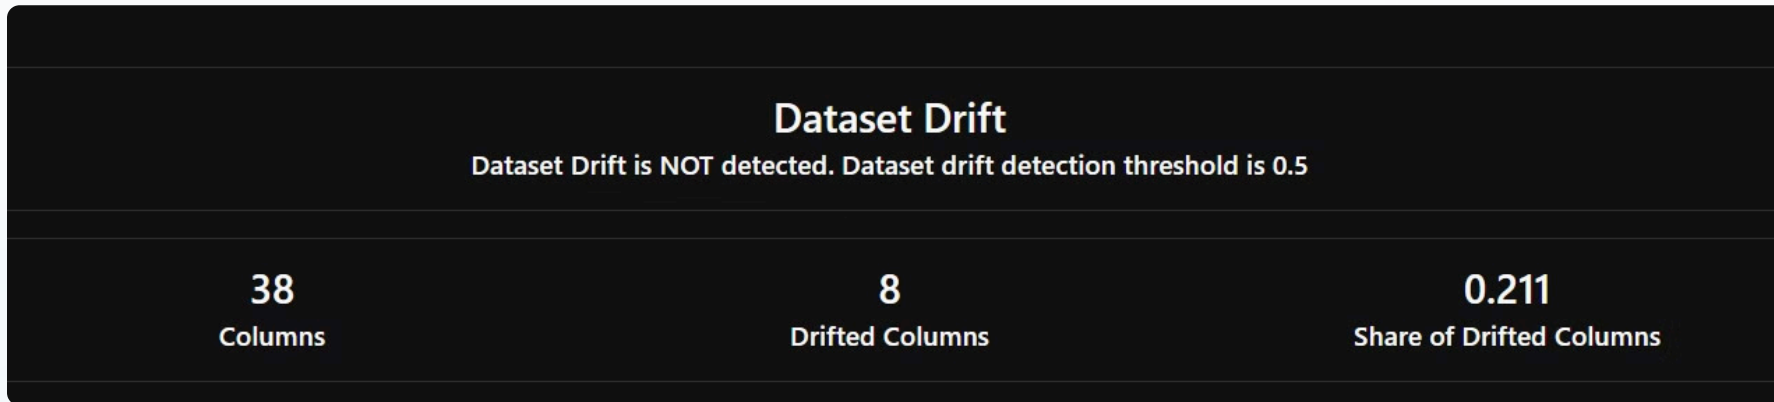 Dataset Drift
Dataset Drift is NOT detected. Dataset drift detection threshold is 0.5
38
8
0.211
Columns
Drifted Columns
Share of Drifted Columns